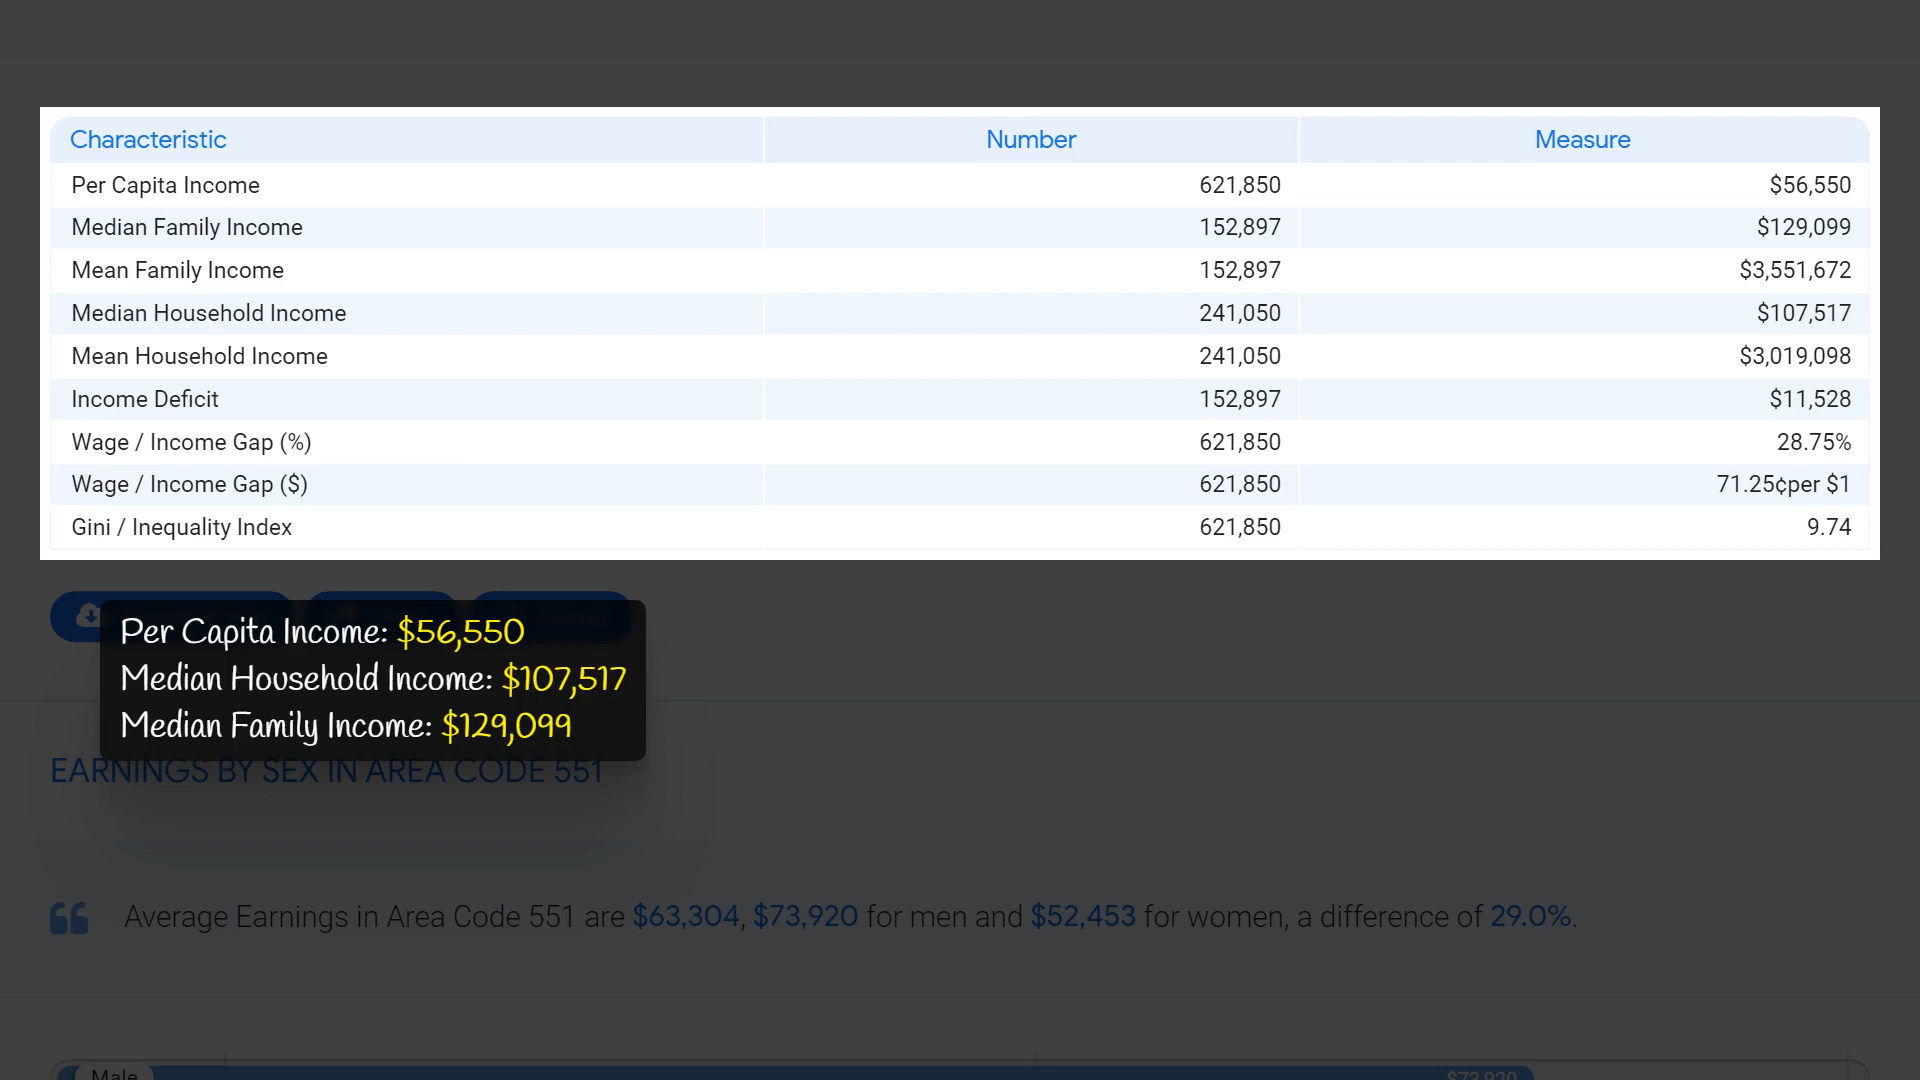 Characteristic Number Measure
Per Capita Income 621,850 $56,550
Median Family Income 152,897 $129,099
Mean Family Income 152,897 $3,551,672
Median Household Income 241,050 $107,517
Mean Household Income 241,050 $3,019,098
Income Deficit 152,897 $11,528
Wage / Income Gap (%) 621,850 28.75%
Wage / Income Gap ($) 621,850 71.25¢per $1
Gini / Inequality Index 621,850 9.74
Per Capita Income: $56,550
Median Household Income: $107,517
Median Family Income: $129,099
EARNINGS BY SEX IN AREA CODE 551
Average Earnings in Area Code 551 are $63,304, $73,920 for men and $52,453 for women, a difference of 29.0%.
Male $73,920